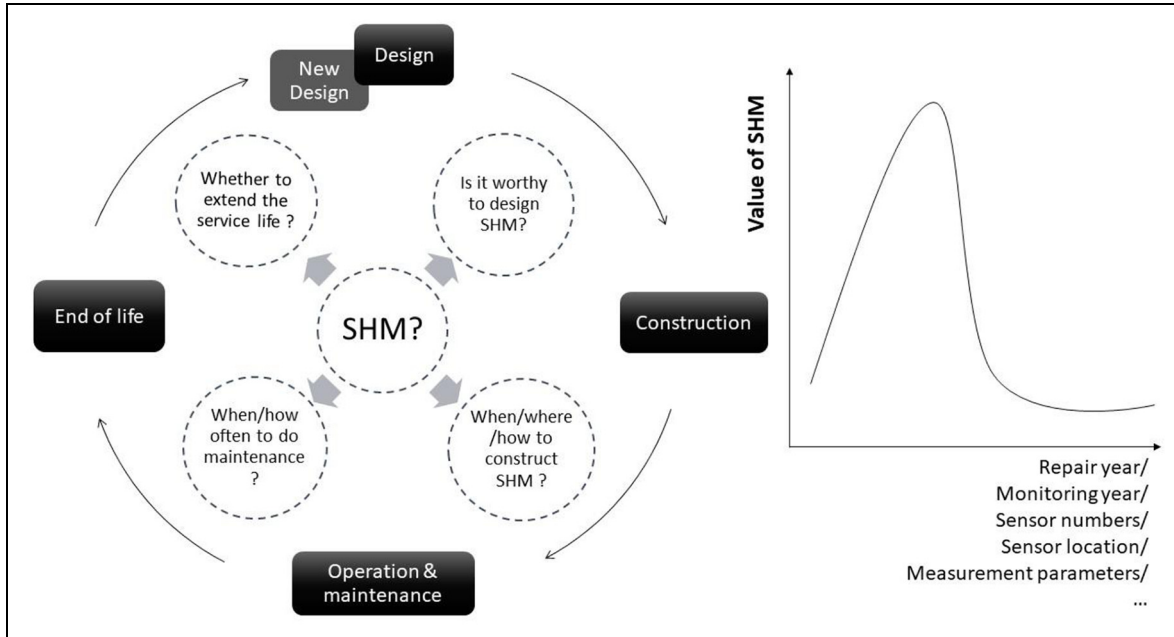 Design
New
Design
Whether to
extend the
service life ?
Is it worthy
to design
SHM?
End of life
SHM?
Construction
When/how
often to do
maintenance
?
When/where
/how to
construct
SHM ?
Operation &
maintenance
Value of SHM
Repair year/
Monitoring year/
Sensor numbers/
Sensor location/
Measurement parameters/
...